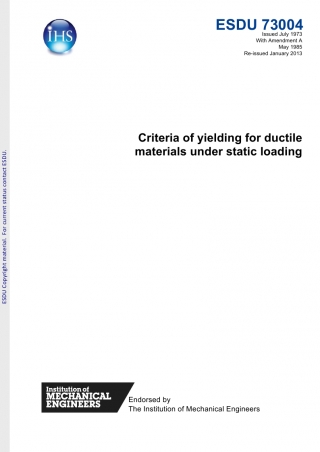 IHS
ESDU 73004
Issued July 1973
With Amendment A
May 1985
Re-issued January 2013
Criteria of yielding for ductile
materials under static loading
ESDU Copyright material. For current status contact ESDU.
Institution of
MECHANICAL
ENGINEERS
Endorsed by
The Institution of Mechanical Engineers